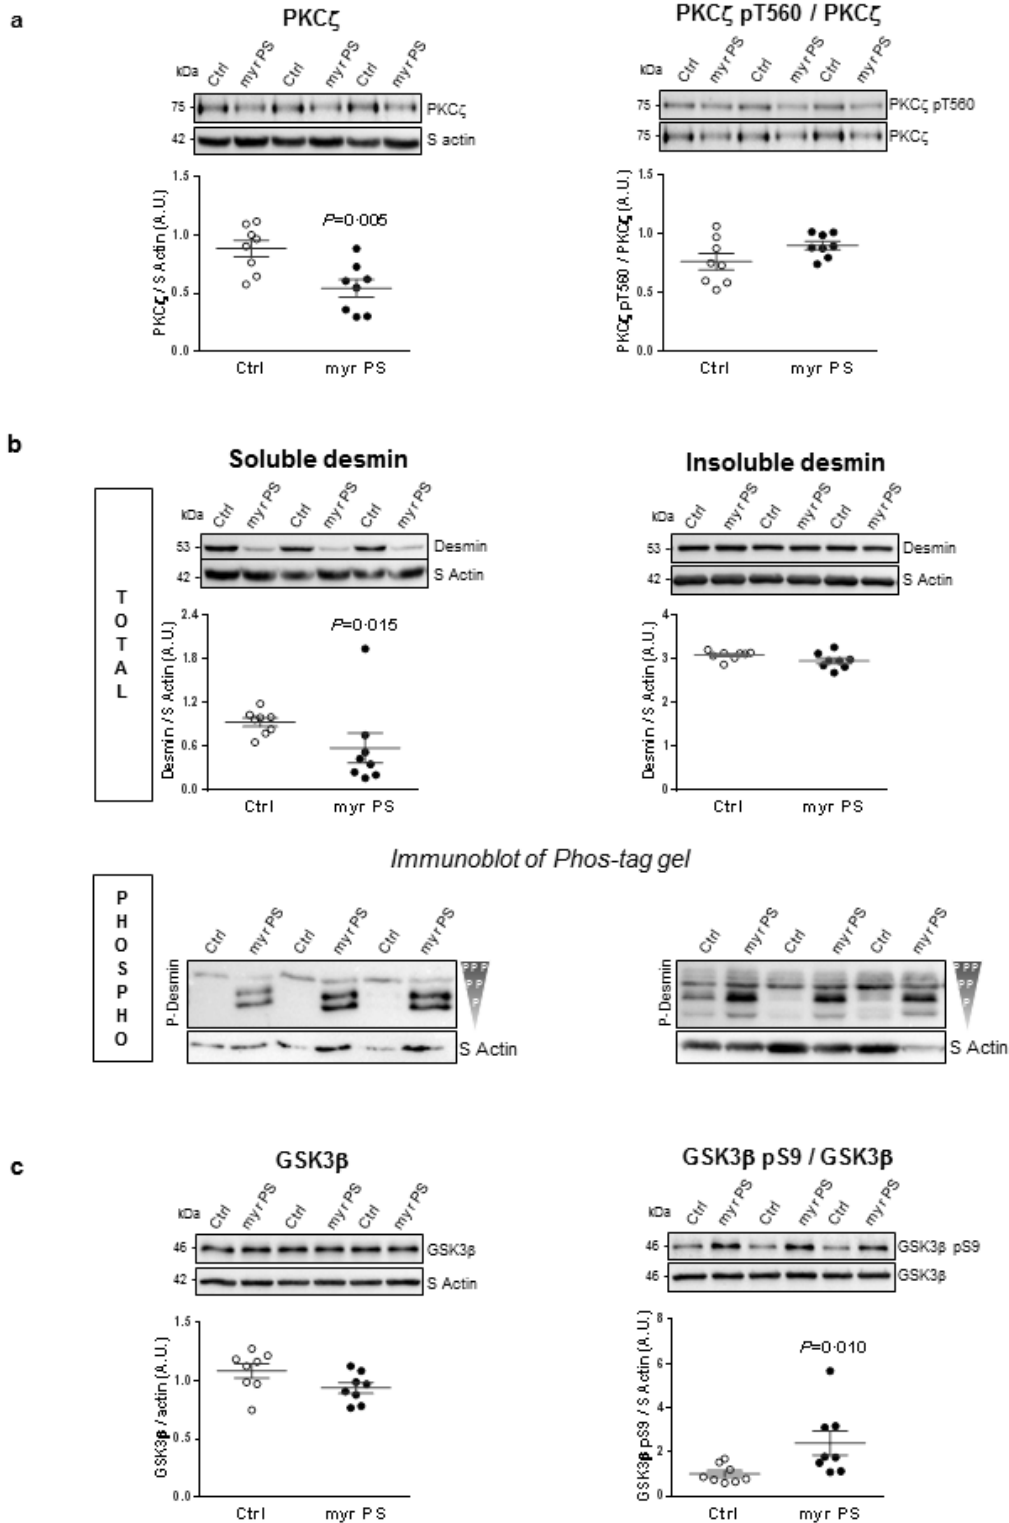 a
PKCζ
kDa Ctrl myr PS Ctrl myr PS Ctrl myr PS
75 PKCζ
42 S actin
PKCζ / S Actin (A.U.)
1.5
1.0
0.5
0.0
P=0·005
Ctrl myr PS
PKCζ pT560 / PKCζ
kDa Ctrl myr PS Ctrl myr PS Ctrl myr PS
75 PKCζ pT560
75 PKCζ
PKCζ pT560 / PKCζ (A.U.)
1.5
1.0
0.5
0.0
Ctrl myr PS
b
TOTAL
Soluble desmin
kDa Ctrl myr PS Ctrl myr PS Ctrl myr PS
53 Desmin
42 S Actin
Desmin / S Actin (A.U.)
2.4
1.8
1.2
0.6
0.0
P=0·015
Ctrl myr PS
Insoluble desmin
kDa Ctrl myr PS Ctrl myr PS Ctrl myr PS
53 Desmin
42 S Actin
Desmin / S Actin (A.U.)
4
3
2
1
0
Ctrl myr PS
Immunoblot of Phos-tag gel
PHOSPHO
Ctrl myr PS Ctrl myr PS Ctrl myr PS
P-Desmin
P P P
P P
P
S Actin
Ctrl myr PS Ctrl myr PS Ctrl myr PS
P-Desmin
P P P
P P
P
S Actin
c
GSK3β
kDa Ctrl myr PS Ctrl myr PS Ctrl myr PS
46 GSK3β
42 S Actin
GSK3β / actin (A.U.)
1.5
1.0
0.5
0.0
Ctrl myr PS
GSK3β pS9 / GSK3β
kDa Ctrl myr PS Ctrl myr PS Ctrl myr PS
46 GSK3β pS9
46 GSK3β
GSK3β pS9 / S Actin (A.U.)
8
6
4
2
0
P=0·010
Ctrl myr PS